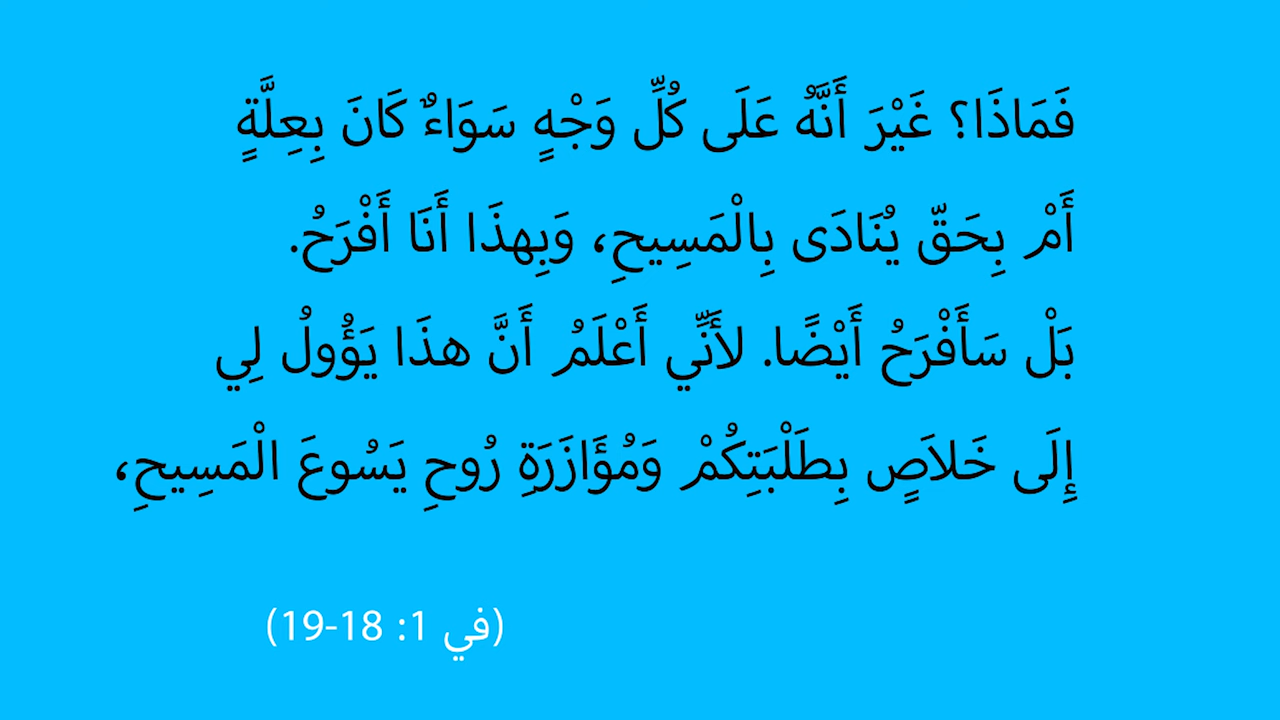 فَمَاذَا؟ غَيْرَ أَنَّهُ عَلَى كُلِّ وَجْهٍ سَوَاءٌ كَانَ بِعِلَّةٍ
أَمْ بِحَقّ يُنَادَى بِالْمَسِيحِ، وَبِهذَا أَنَا أَفْرَحُ.
بَلْ سَأَفْرَحُ أَيْضًا. لأَنِّي أَعْلَمُ أَنَّ هذَا يَؤُولُ لِي
إِلَى خَلاَصٍ بِطَلْبَتِكُمْ وَمُؤَازَرَةِ رُوحِ يَسُوعَ الْمَسِيحِ،
(في 1: 18-19)